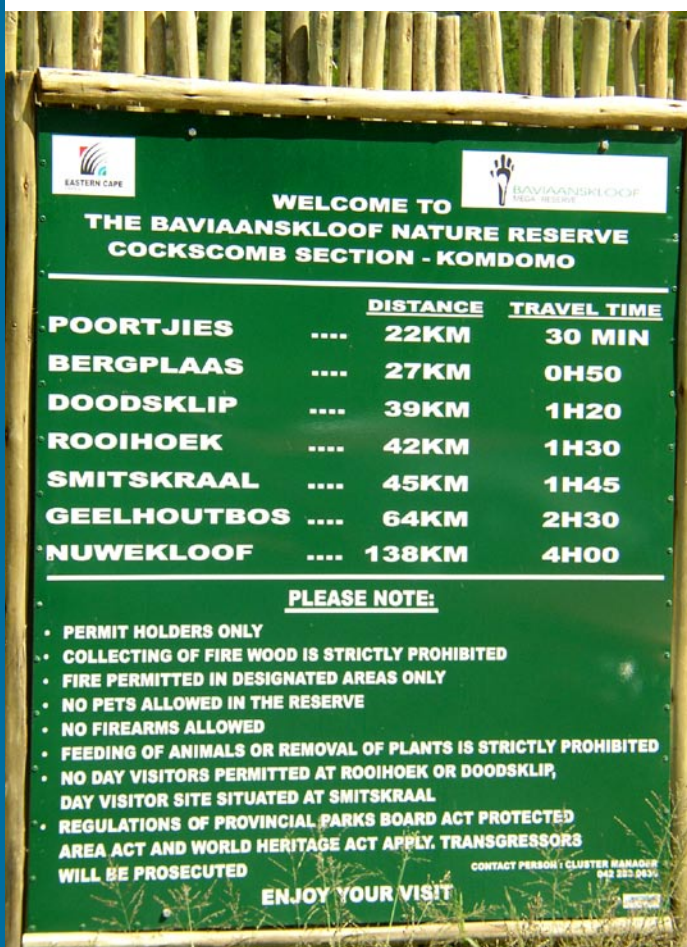 EASTERN CAPE
BAVIAANSKLOOF
MEGA RESERVE
WELCOME TO
THE BAVIAANSKLOOF NATURE RESERVE
COCKSCOMB SECTION - KOMDOMO
DISTANCE TRAVEL TIME
POORTJIES .... 22KM 30 MIN
BERGPLAAS .... 27KM 0H50
DOODSKLIP .... 39KM 1H20
ROOIHOEK .... 42KM 1H30
SMITSKRAAL .... 45KM 1H45
GEELHOUTBOS .... 64KM 2H30
NUWEKLOOF .... 138KM 4H00
PLEASE NOTE:
• PERMIT HOLDERS ONLY
• COLLECTING OF FIRE WOOD IS STRICTLY PROHIBITED
• FIRE PERMITTED IN DESIGNATED AREAS ONLY
• NO PETS ALLOWED IN THE RESERVE
• NO FIREARMS ALLOWED
• FEEDING OF ANIMALS OR REMOVAL OF PLANTS IS STRICTLY PROHIBITED
• NO DAY VISITORS PERMITTED AT ROOIHOEK OR DOODSKLIP,
DAY VISITOR SITE SITUATED AT SMITSKRAAL
• REGULATIONS OF PROVINCIAL PARKS BOARD ACT PROTECTED
AREA ACT AND WORLD HERITAGE ACT APPLY. TRANSGRESSORS
WILL BE PROSECUTED
CONTACT PERSON : CLUSTER MANAGER
042
ENJOY YOUR VISIT